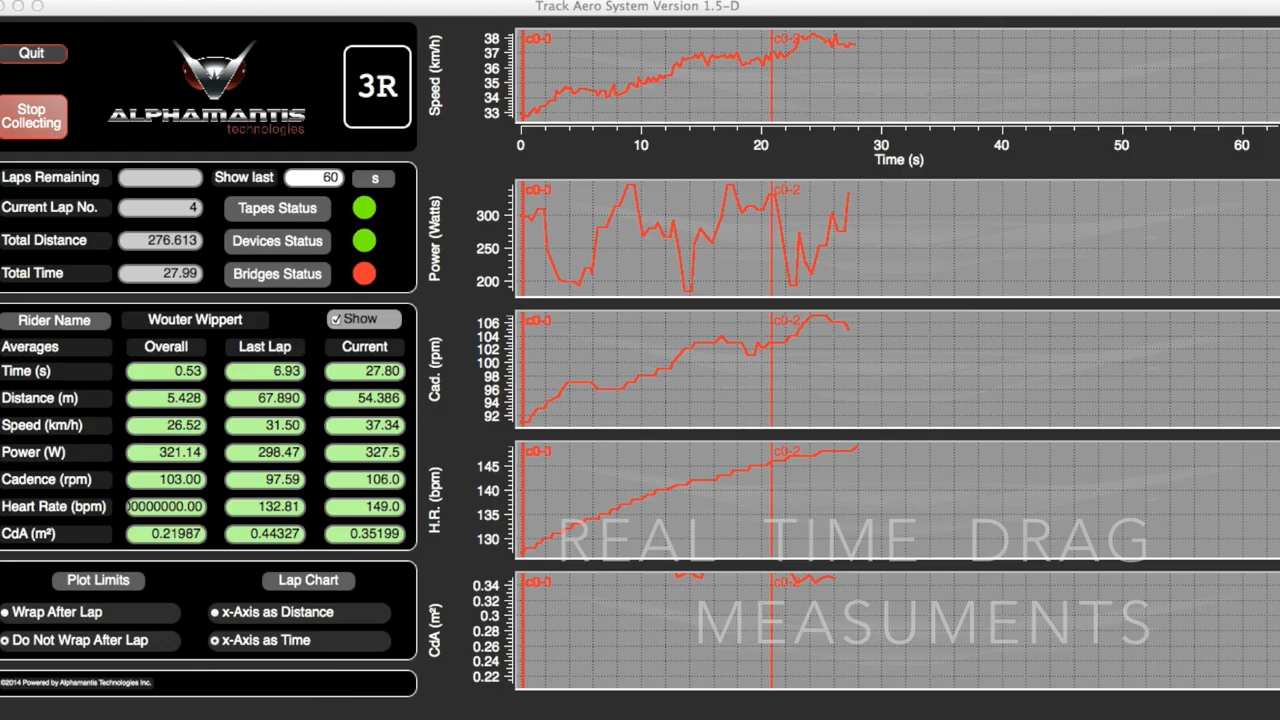 Track Aero System Version 1.5-D
Quit
Stop
Collecting
ALPHAMANTIS
technologies
3R
Laps Remaining
Show last 60 s
Current Lap No. 4
Tapes Status
Total Distance 276.613
Devices Status
Total Time 27.99
Bridges Status
Rider Name Wouter Wippert Show
Averages Overall Last Lap Current
Time (s) 0.53 6.93 27.80
Distance (m) 5.428 67.890 54.386
Speed (km/h) 26.52 31.50 37.34
Power (W) 321.14 298.47 327.5
Cadence (rpm) 103.00 97.59 106.0
Heart Rate (bpm) 00000000.00 132.81 149.0
CdA (m²) 0.21987 0.44327 0.35199
Plot Limits Lap Chart
Wrap After Lap x-Axis as Distance
Do Not Wrap After Lap x-Axis as Time
©2014 Powered by Alphamantis Technologies Inc.
Speed (km/h)
38
37
36
35
34
33
c0-2
0 10 20 30 40 50 60
Time (s)
Power (Watts)
300
250
200
c0-2
Cad. (rpm)
106
104
102
100
98
96
94
92
c0-2
H.R. (bpm)
145
140
135
130
c0-2
CdA (m²)
0.34
0.32
0.3
0.28
0.26
0.24
0.22
REAL TIME DRAG
MEASUMENTS